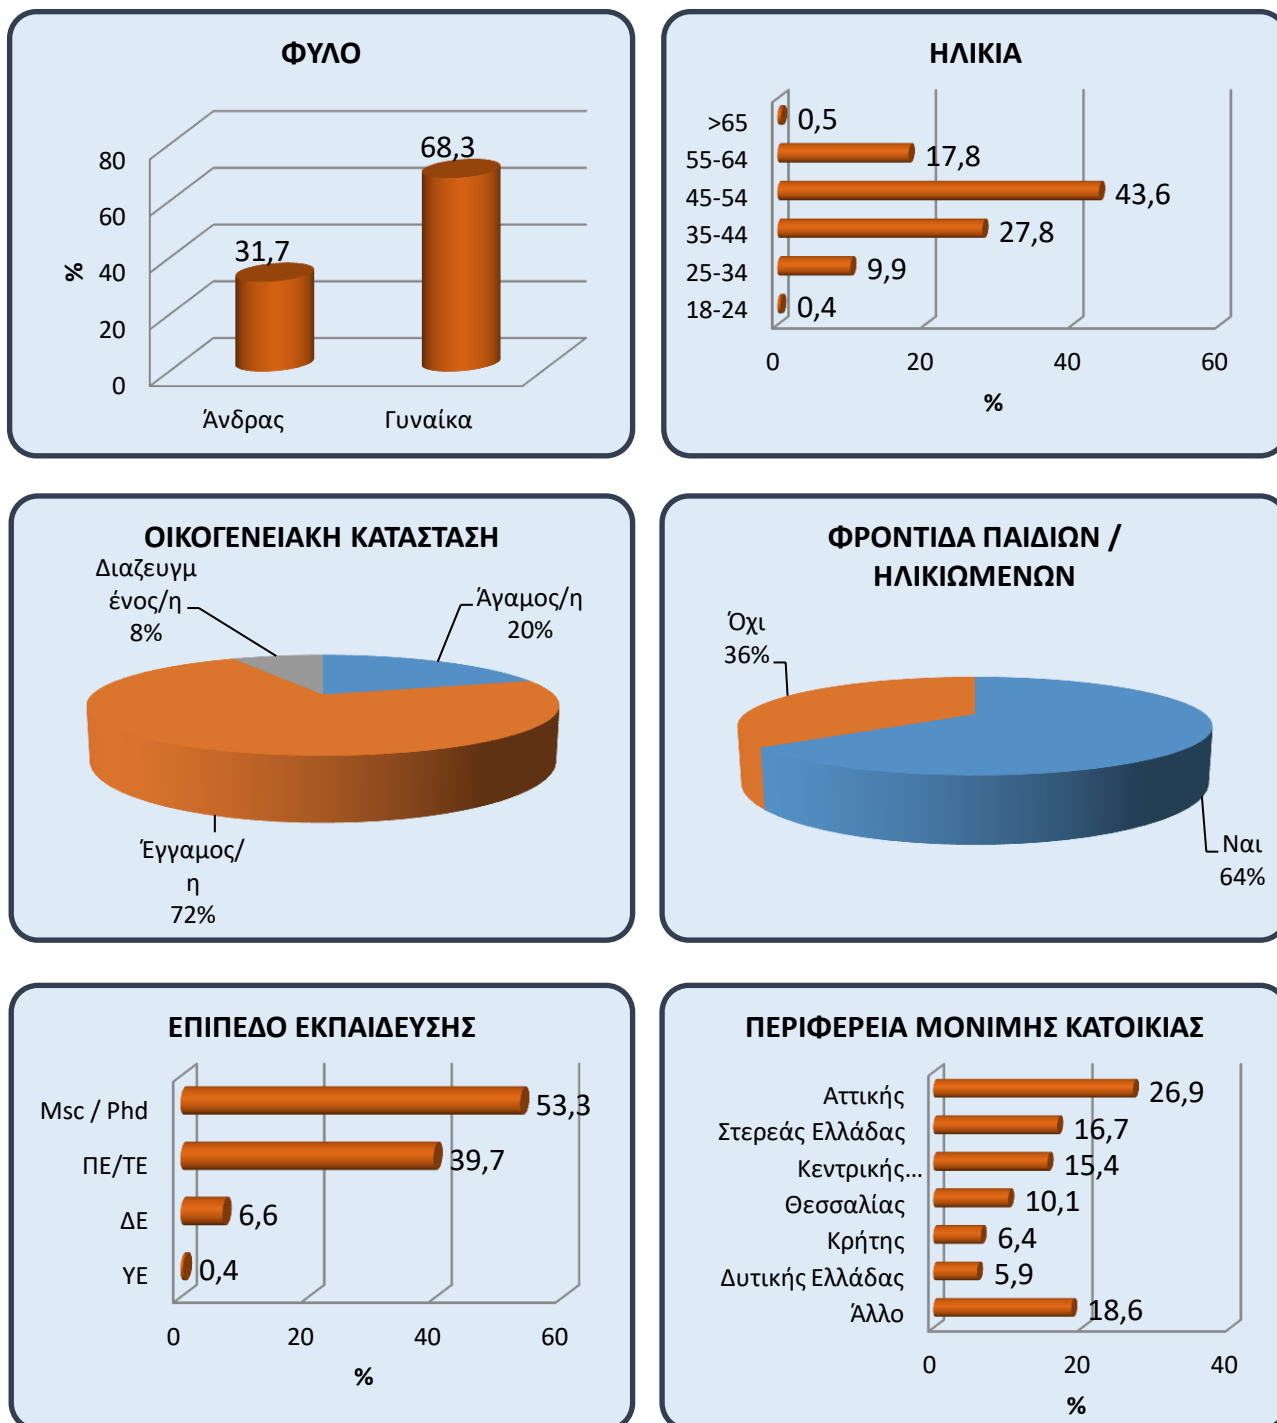 ΦΥΛΟ
80
60
40
20
0
%
31,7
68,3
Άνδρας
Γυναίκα
ΗΛΙΚΙΑ
>65
0,5
55-64
17,8
45-54
43,6
35-44
27,8
25-34
9,9
18-24
0,4
0
20
40
60
%
ΟΙΚΟΓΕΝΕΙΑΚΗ ΚΑΤΑΣΤΑΣΗ
Διαζευγμ
ένος/η
8%
Άγαμος/η
20%
Έγγαμος/
η
72%
ΦΡΟΝΤΙΔΑ ΠΑΙΔΙΩΝ /
ΗΛΙΚΙΩΜΕΝΩΝ
Όχι
36%
Ναι
64%
ΕΠΙΠΕΔΟ ΕΚΠΑΙΔΕΥΣΗΣ
Msc / Phd
53,3
ΠΕ/ΤΕ
39,7
ΔΕ
6,6
ΥΕ
0,4
0
20
40
60
%
ΠΕΡΙΦΕΡΕΙΑ ΜΟΝΙΜΗΣ ΚΑΤΟΙΚΙΑΣ
Αττικής
26,9
Στερεάς Ελλάδας
16,7
Κεντρικής...
15,4
Θεσσαλίας
10,1
Κρήτης
6,4
Δυτικής Ελλάδας
5,9
Άλλο
18,6
0
20
40
%